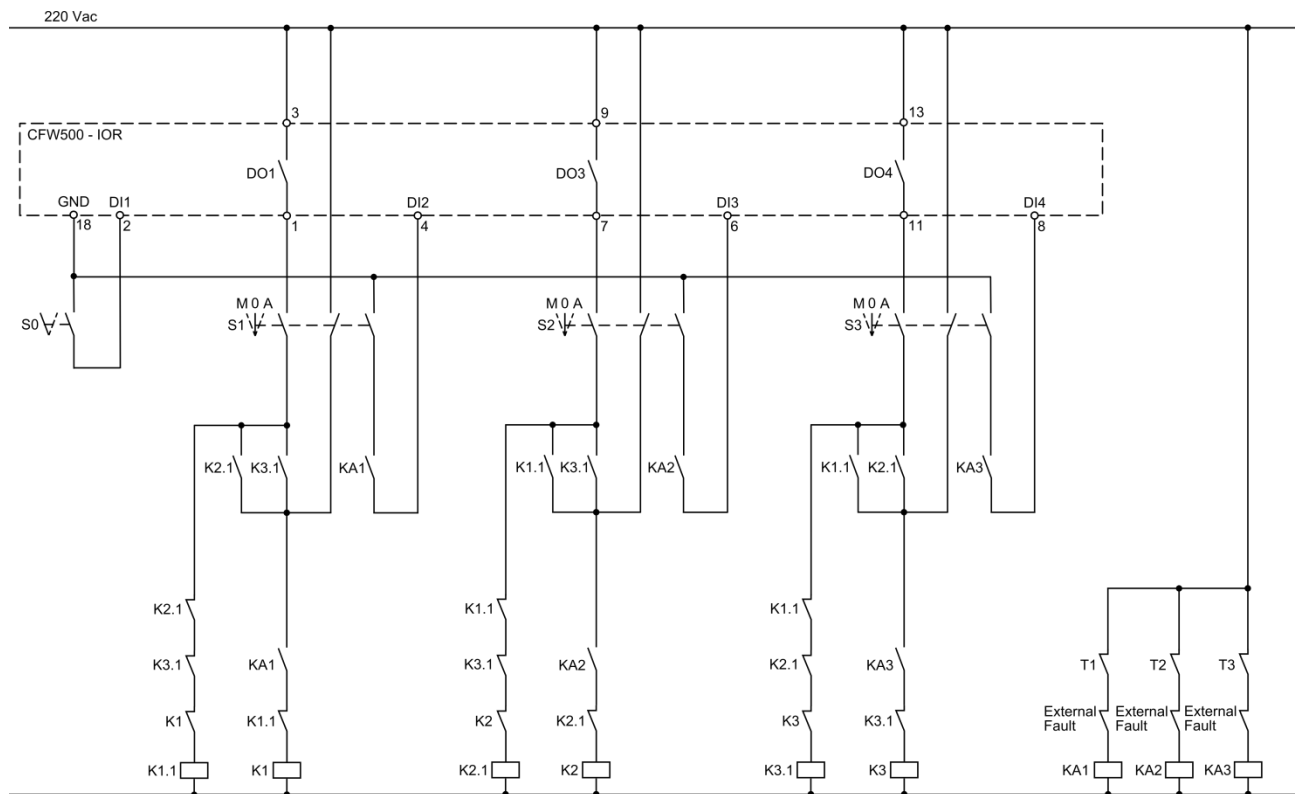 220 Vac
3 9 13
CFW500 - IOR
DO1 DO3 DO4
GND DI1 DI2 DI3 DI4
18 2 1 4 7 6 11 8
M 0 A M 0 A M 0 A
S0 S1 S2 S3
K2.1 K3.1 KA1 K1.1 K3.1 KA2 K1.1 K2.1 KA3
K2.1 K1.1 K1.1
K3.1 KA1 K3.1 KA2 K2.1 KA3 T1 T2 T3
K1 K1.1 K2 K2.1 K3 K3.1 External External External
Fault Fault Fault
K1.1 K1 K2.1 K2 K3.1 K3 KA1 KA2 KA3